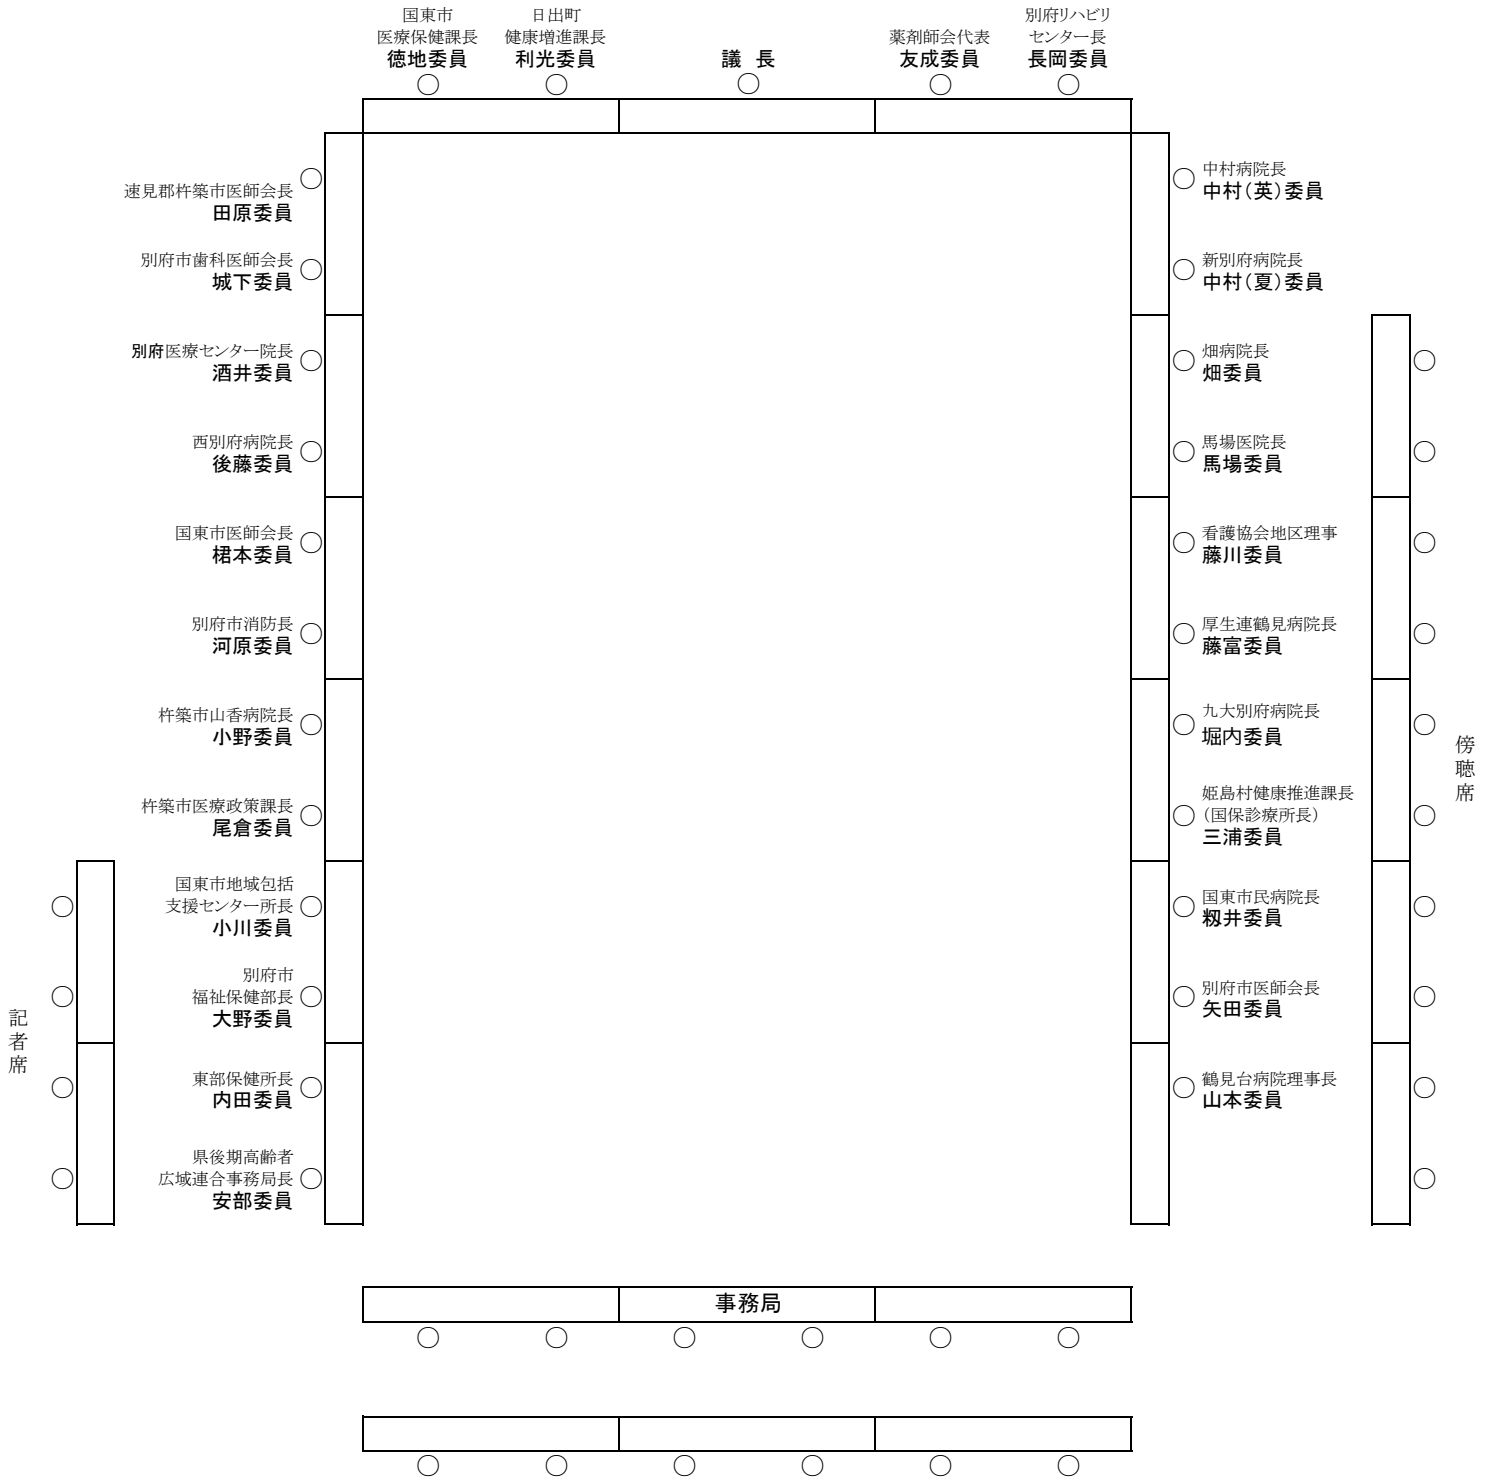 国東市
医療保健課長
徳地委員
日出町
健康増進課長
利光委員
議 長
薬剤師会代表
友成委員
別府リハビリ
センター長
長岡委員
速見郡杵築市医師会長
田原委員
別府市歯科医師会長
城下委員
別府医療センター院長
酒井委員
西別府病院長
後藤委員
国東市医師会長
桾本委員
別府市消防長
河原委員
杵築市山香病院長
小野委員
杵築市医療政策課長
尾倉委員
国東市地域包括
支援センター所長
小川委員
別府市
福祉保健部長
大野委員
東部保健所長
内田委員
県後期高齢者
広域連合事務局長
安部委員
中村病院長
中村(英)委員
新別府病院長
中村(夏)委員
畑病院長
畑委員
馬場医院長
馬場委員
看護協会地区理事
藤川委員
厚生連鶴見病院長
藤富委員
九大別府病院長
堀内委員
姫島村健康推進課長
(国保診療所長)
三浦委員
国東市民病院長
籾井委員
別府市医師会長
矢田委員
鶴見台病院理事長
山本委員
記者席
傍聴席
事務局